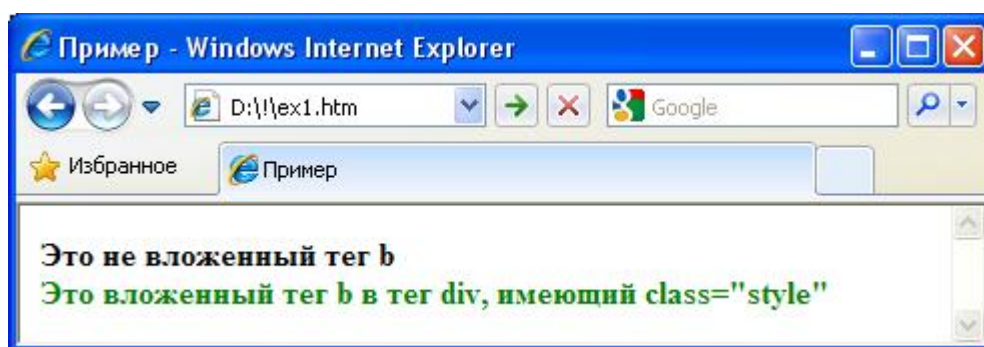 Пример - Windows Internet Explorer
D:\!\ex1.htm
Google
Избранное
Пример
Это не вложенный тег b
Это вложенный тег b в тег div, имеющий class="style"